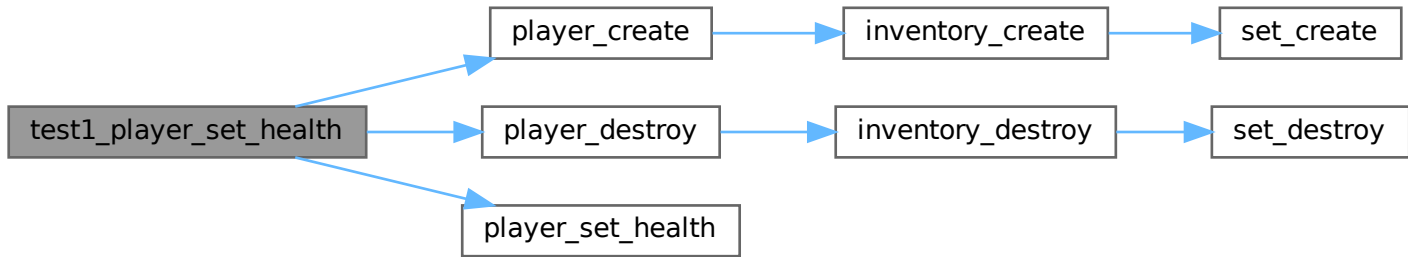 player_create
inventory_create
set_create
test1_player_set_health
player_destroy
inventory_destroy
set_destroy
player_set_health